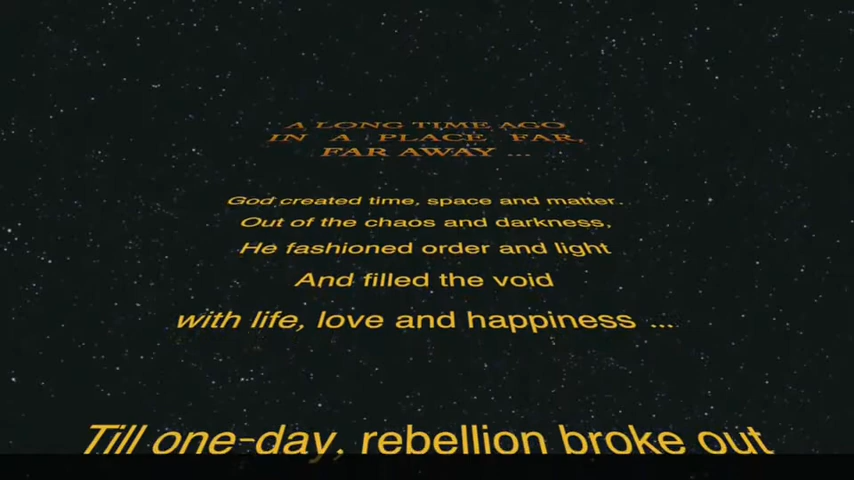 A LONG TIME AGO
IN A PLACE FAR,
FAR AWAY ...
God created time, space and matter.
Out of the chaos and darkness,
He fashioned order and light
And filled the void
with life, love and happiness ...
Till one-day, rebellion broke out